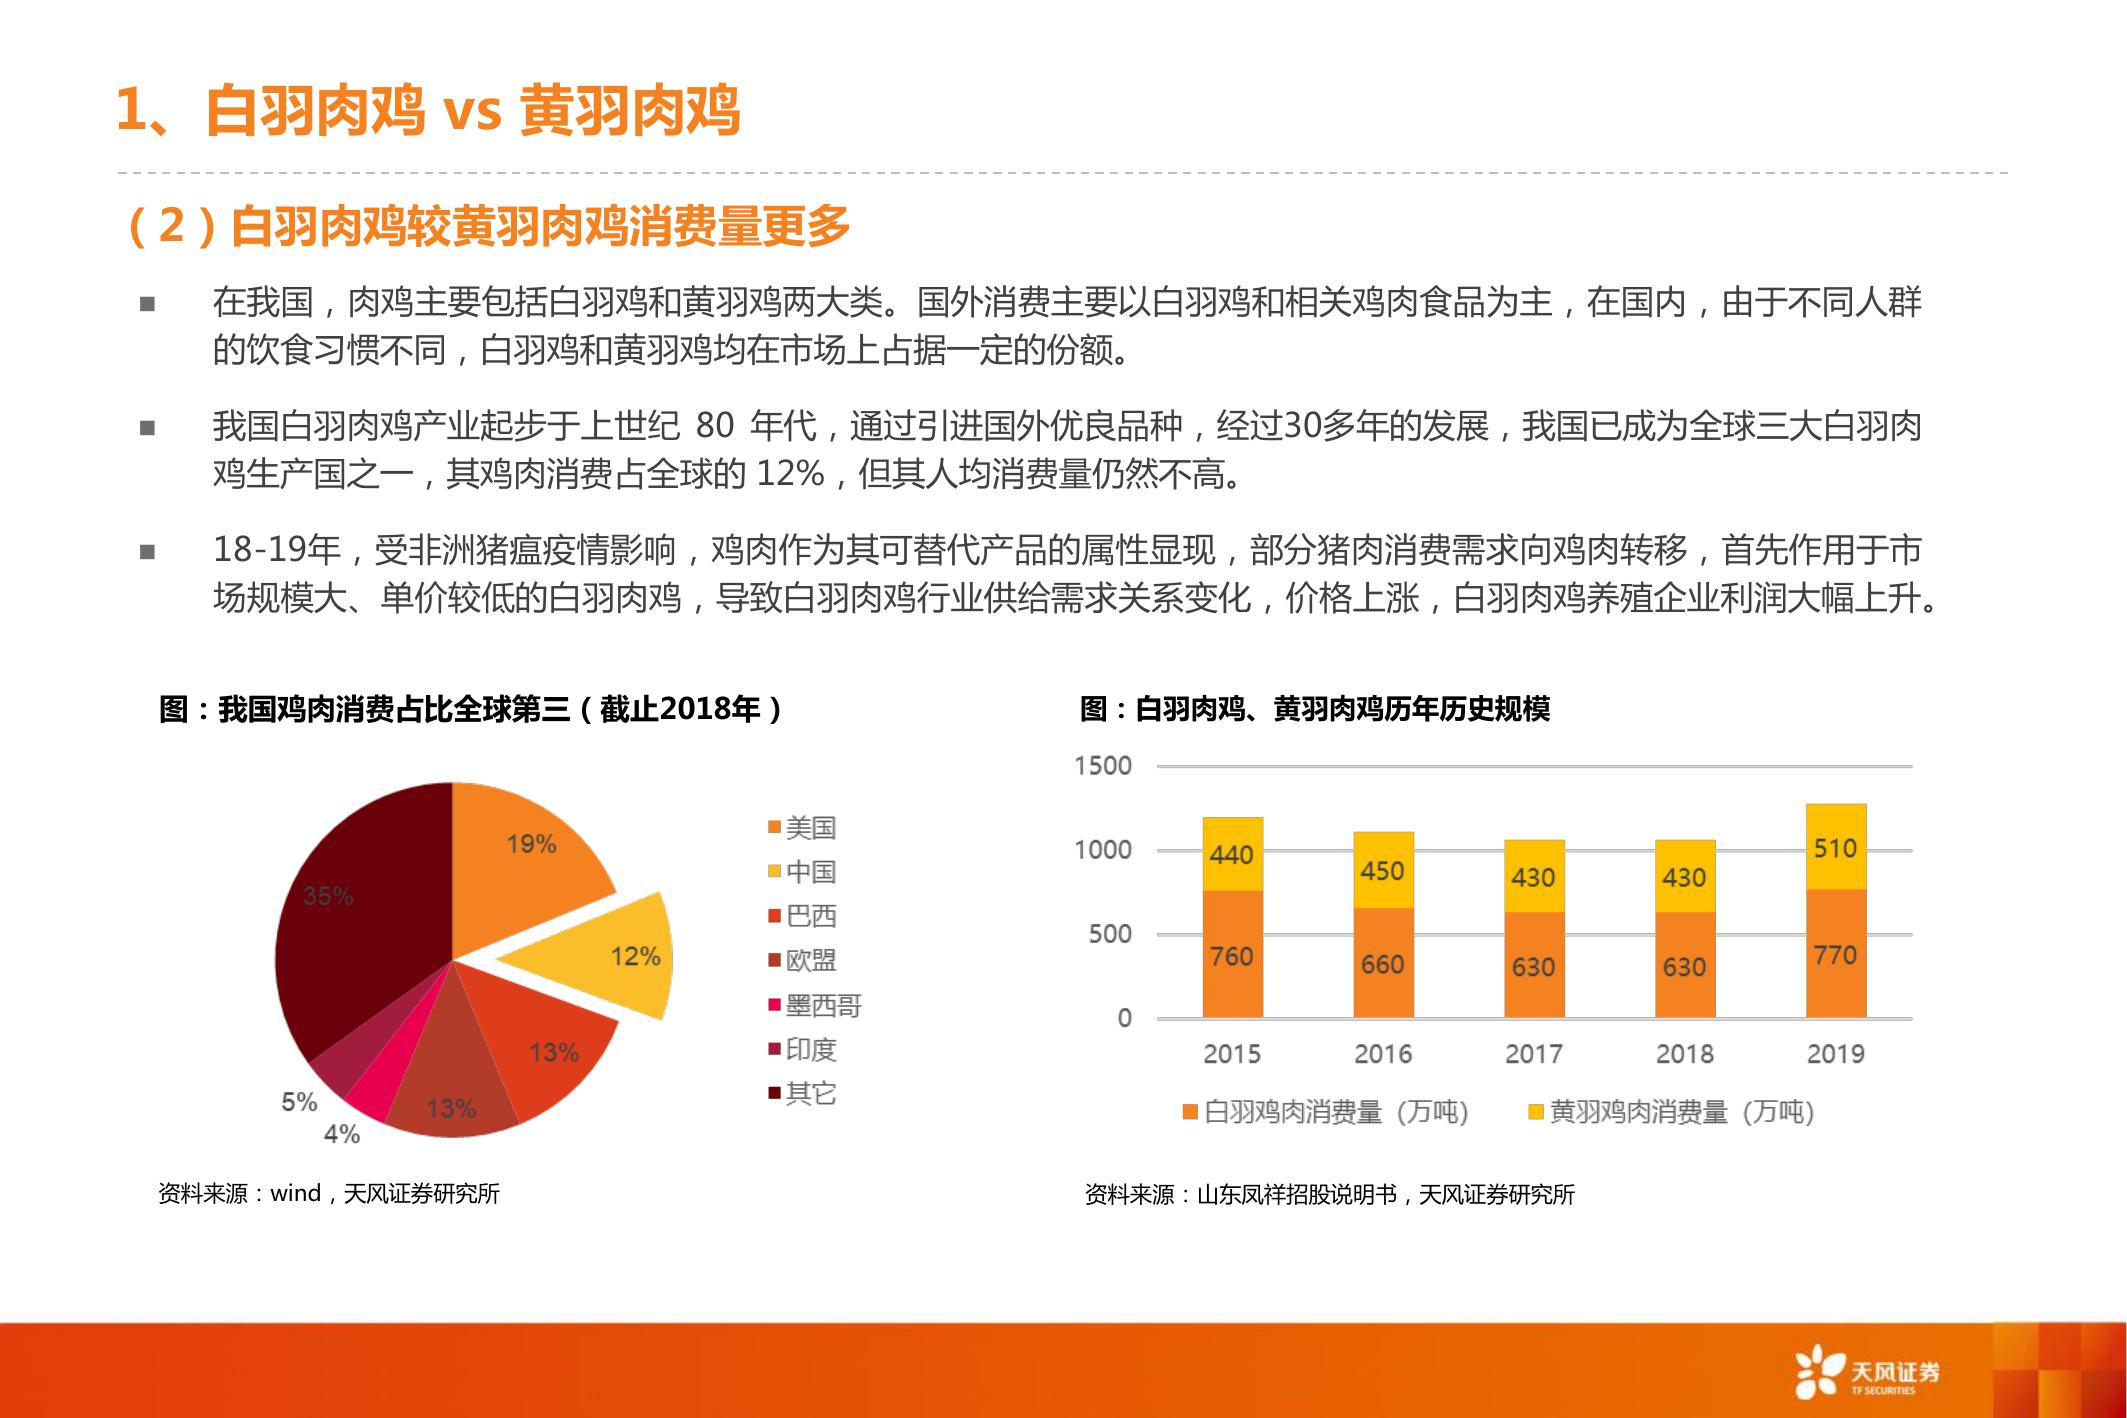 1、白羽肉鸡 vs 黄羽肉鸡
（2）白羽肉鸡较黄羽肉鸡消费量更多
■ 在我国，肉鸡主要包括白羽鸡和黄羽鸡两大类。国外消费主要以白羽鸡和相关鸡肉食品为主，在国内，由于不同人群
的饮食习惯不同，白羽鸡和黄羽鸡均在市场上占据一定的份额。
■ 我国白羽肉鸡产业起步于上世纪 80 年代，通过引进国外优良品种，经过30多年的发展，我国已成为全球三大白羽肉
鸡生产国之一，其鸡肉消费占全球的 12%，但其人均消费量仍然不高。
■ 18-19年，受非洲猪瘟疫情影响，鸡肉作为其可替代产品的属性显现，部分猪肉消费需求向鸡肉转移，首先作用于市
场规模大、单价较低的白羽肉鸡，导致白羽肉鸡行业供给需求关系变化，价格上涨，白羽肉鸡养殖企业利润大幅上升。
图：我国鸡肉消费占比全球第三（截止2018年）
19%
12%
13%
13%
4%
5%
35%
美国
中国
巴西
欧盟
墨西哥
印度
其它
资料来源：wind，天风证券研究所
图：白羽肉鸡、黄羽肉鸡历年历史规模
1500
1000
500
0
440 450 430 430 510
760 660 630 630 770
2015 2016 2017 2018 2019
白羽鸡肉消费量（万吨） 黄羽鸡肉消费量（万吨）
资料来源：山东凤祥招股说明书，天风证券研究所
天风证券
TF SECURITIES